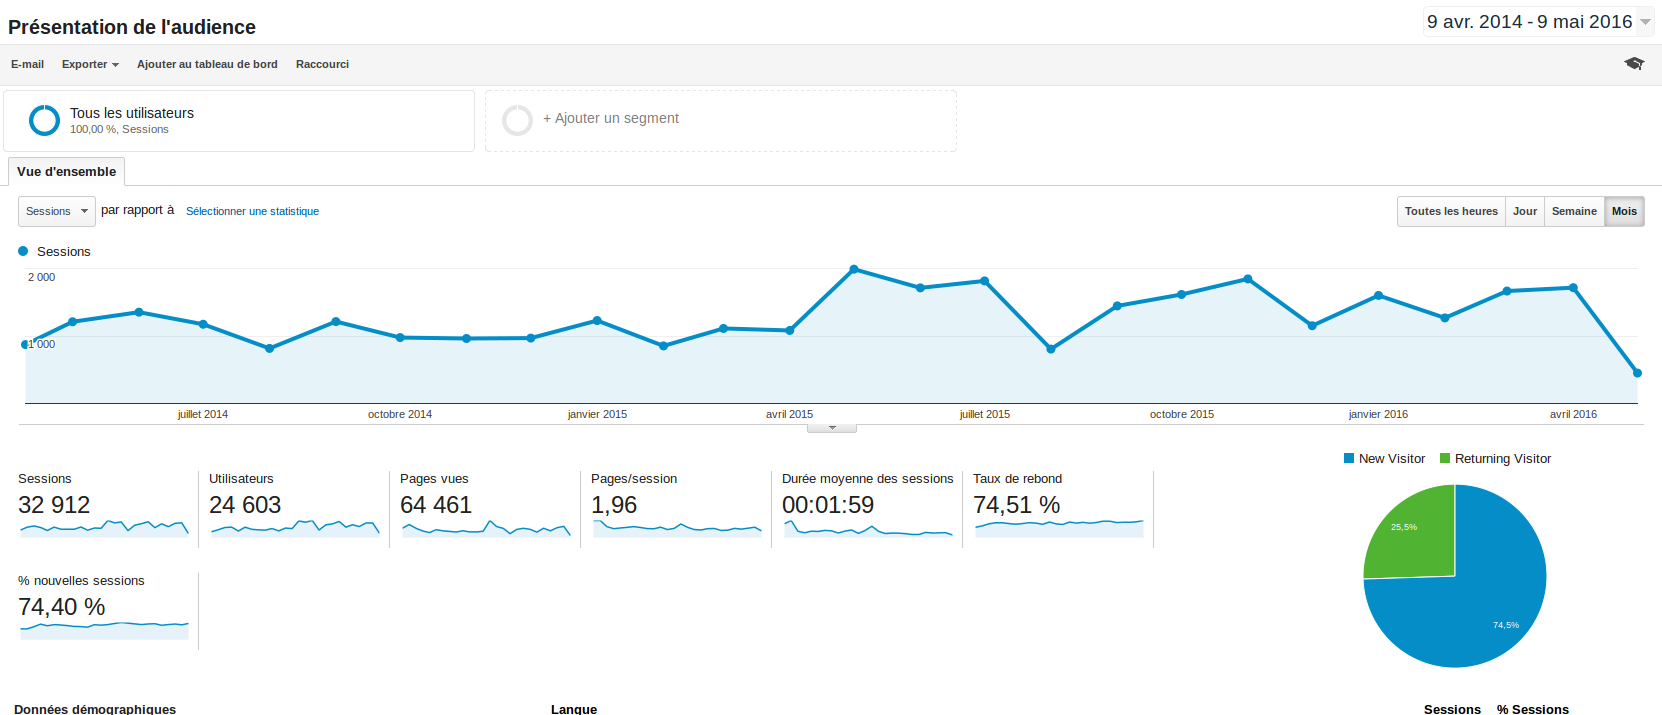 Présentation de l'audience
9 avr. 2014 - 9 mai 2016
E-mail Exporter Ajouter au tableau de bord Raccourci
Tous les utilisateurs
100,00 %, Sessions
+ Ajouter un segment
Vue d'ensemble
Sessions par rapport à Sélectionner une statistique
Toutes les heures Jour Semaine Mois
Sessions
2 000
1 000
juillet 2014 octobre 2014 janvier 2015 avril 2015 juillet 2015 octobre 2015 janvier 2016 avril 2016
New Visitor Returning Visitor
Sessions Utilisateurs Pages vues Pages/session Durée moyenne des sessions Taux de rebond
32 912 24 603 64 461 1,96 00:01:59 74,51 %
25,5%
% nouvelles sessions
74,40 %
74,5%
Données démographiques Langue Sessions % Sessions